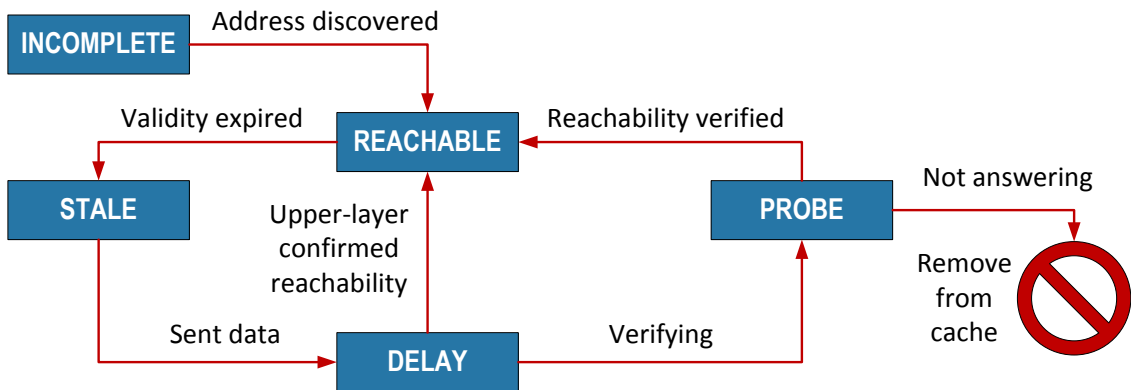 Address discovered
INCOMPLETE
Validity expired
REACHABLE
Reachability verified
STALE
Upper-layer
confirmed
reachability
PROBE
Not answering
Remove
from
cache
Sent data
DELAY
Verifying